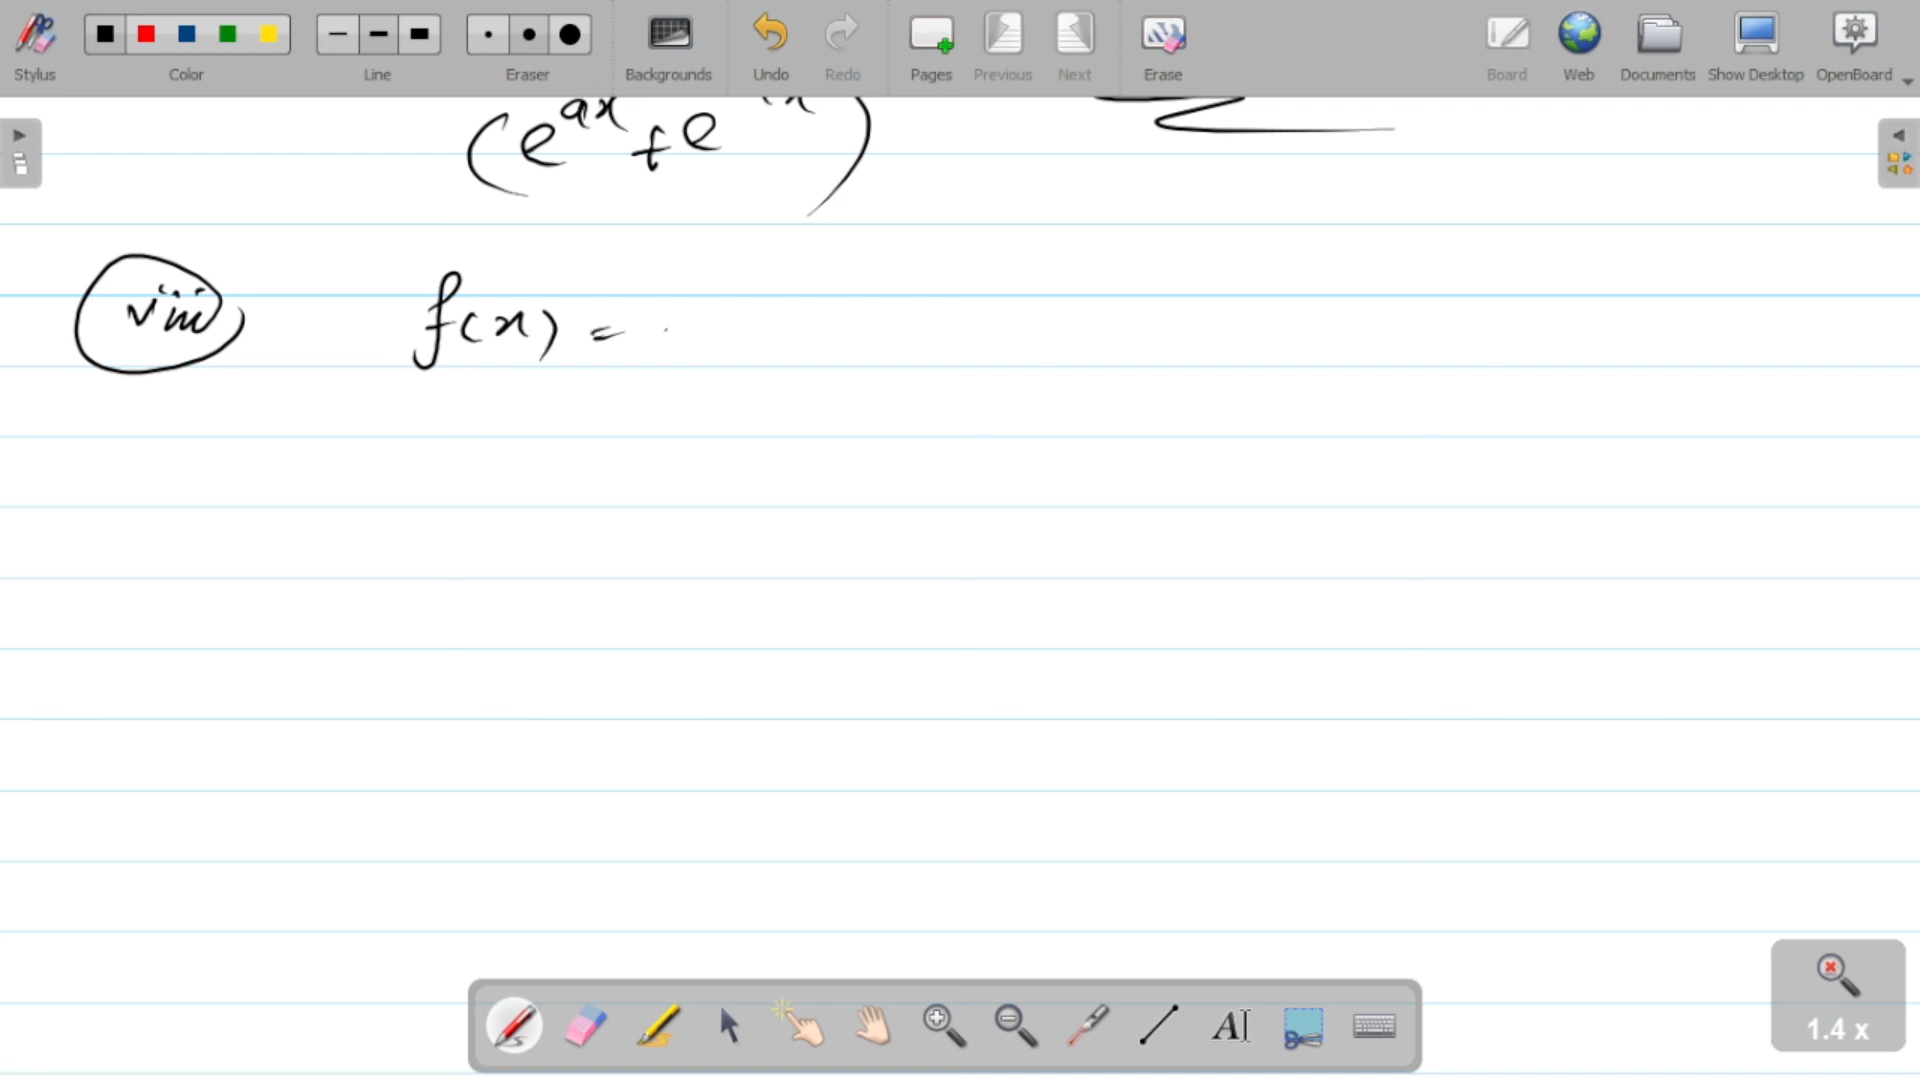 Stylus Color Line Eraser Backgrounds Undo Redo Pages Previous Next Erase Board Web Documents Show Desktop OpenBoard
(e^ax + e
viii) f(x) =
1.4 x